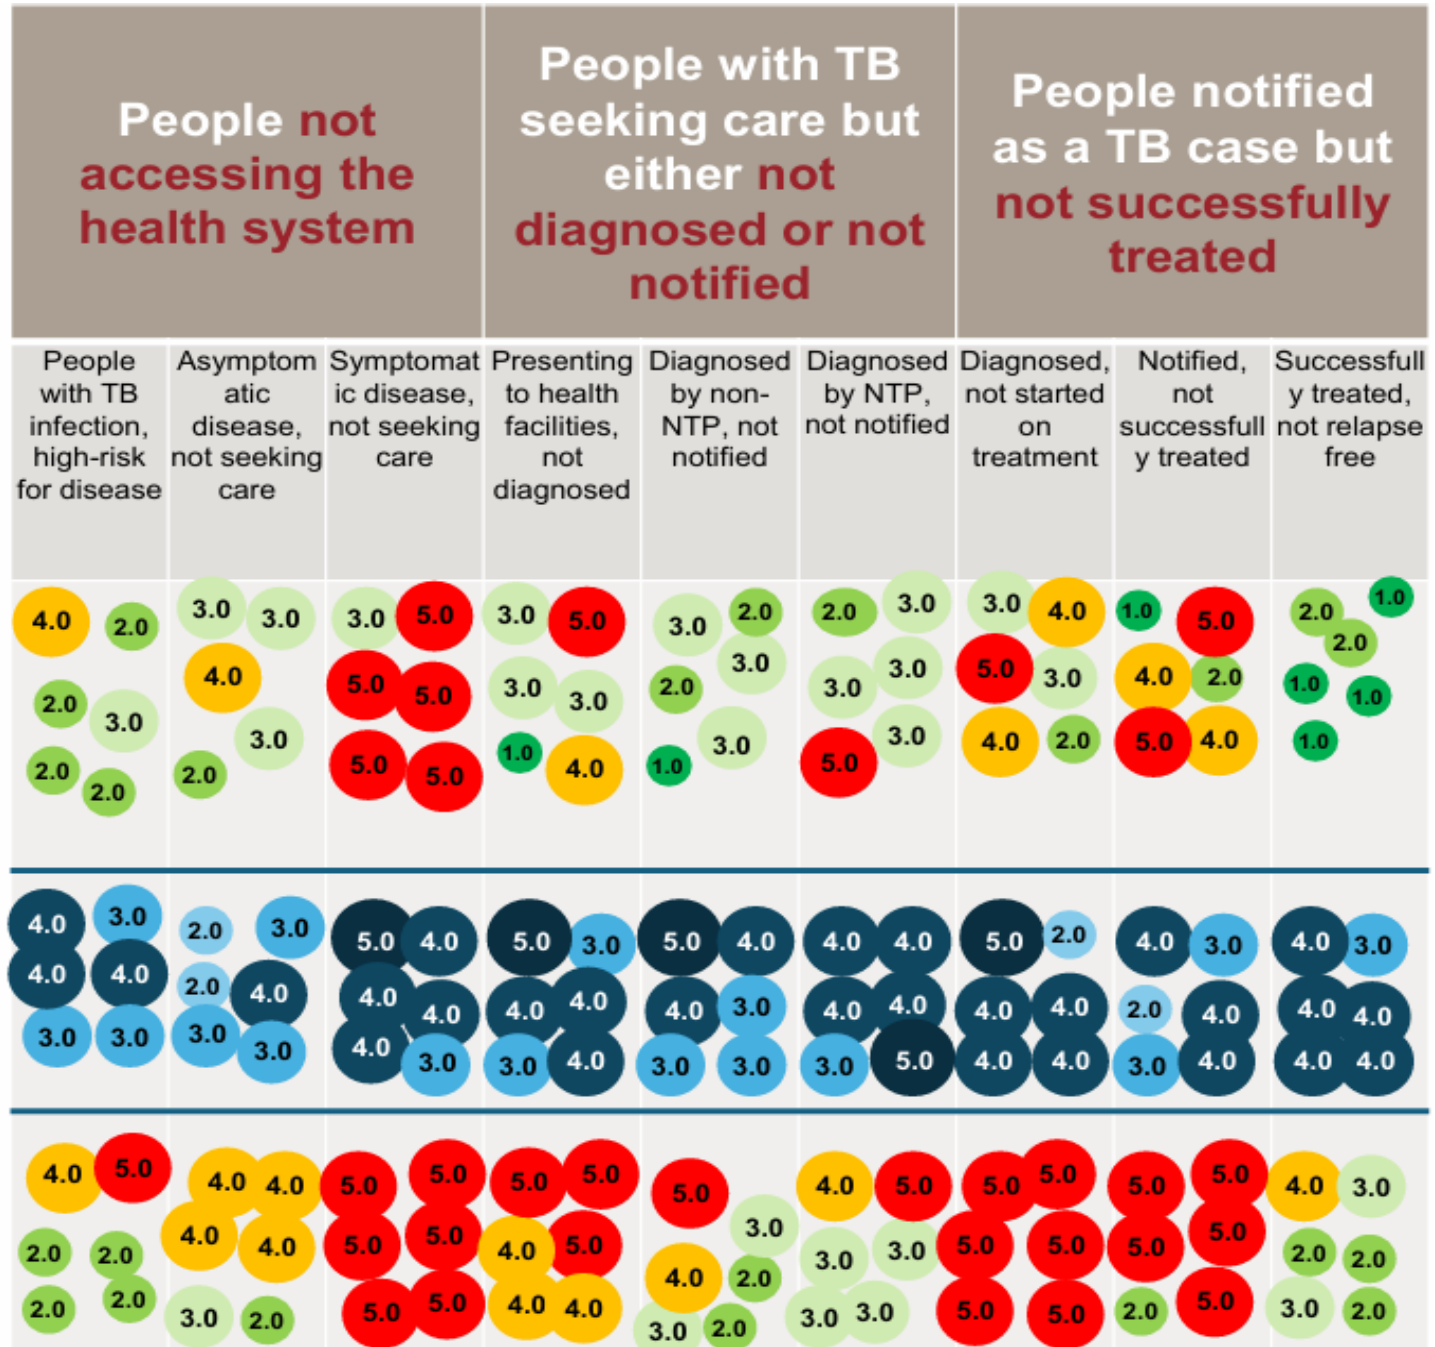 People not
accessing the
health system
People with TB
seeking care but
either not
diagnosed or not
notified
People notified
as a TB case but
not successfully
treated
People
with TB
infection,
high-risk
for disease
Asymptom
atic
disease,
not seeking
care
Symptomat
ic disease,
not seeking
care
Presenting
to health
facilities,
not
diagnosed
Diagnosed
by non-
NTP, not
notified
Diagnosed
by NTP,
not notified
Diagnosed,
not started
on
treatment
Notified,
not
successfull
y treated
Successfull
y treated,
not relapse
free
4.0 2.0
2.0 3.0
2.0 2.0
3.0 3.0
4.0
3.0
2.0
3.0 5.0
5.0 5.0
5.0 5.0
3.0 5.0
3.0 3.0
1.0 4.0
3.0 2.0
2.0 3.0
1.0 3.0
2.0 3.0
3.0 3.0
5.0 3.0
3.0 4.0
5.0 3.0
4.0 2.0
1.0 5.0
4.0 2.0
5.0 4.0
2.0 1.0
2.0
1.0 1.0
1.0
4.0 3.0
4.0 4.0
3.0 3.0
2.0 3.0
2.0 4.0
3.0 3.0
5.0 4.0
4.0 4.0
4.0 3.0
5.0 3.0
4.0 4.0
3.0 4.0
5.0 4.0
4.0 3.0
3.0 3.0
4.0 4.0
4.0 4.0
3.0 5.0
5.0 2.0
4.0 4.0
4.0 4.0
4.0 3.0
2.0 4.0
3.0 4.0
4.0 3.0
4.0 4.0
4.0 4.0
4.0 5.0
2.0 2.0
2.0 2.0
4.0 4.0
4.0 4.0
3.0 2.0
5.0 5.0
5.0 5.0
5.0 5.0
5.0 5.0
4.0 5.0
4.0 4.0
5.0
3.0
4.0 2.0
3.0 2.0
4.0 5.0
3.0 3.0
3.0 3.0
5.0 5.0
5.0 5.0
5.0 5.0
5.0 5.0
5.0 5.0
2.0 5.0
4.0 3.0
2.0 2.0
3.0 2.0